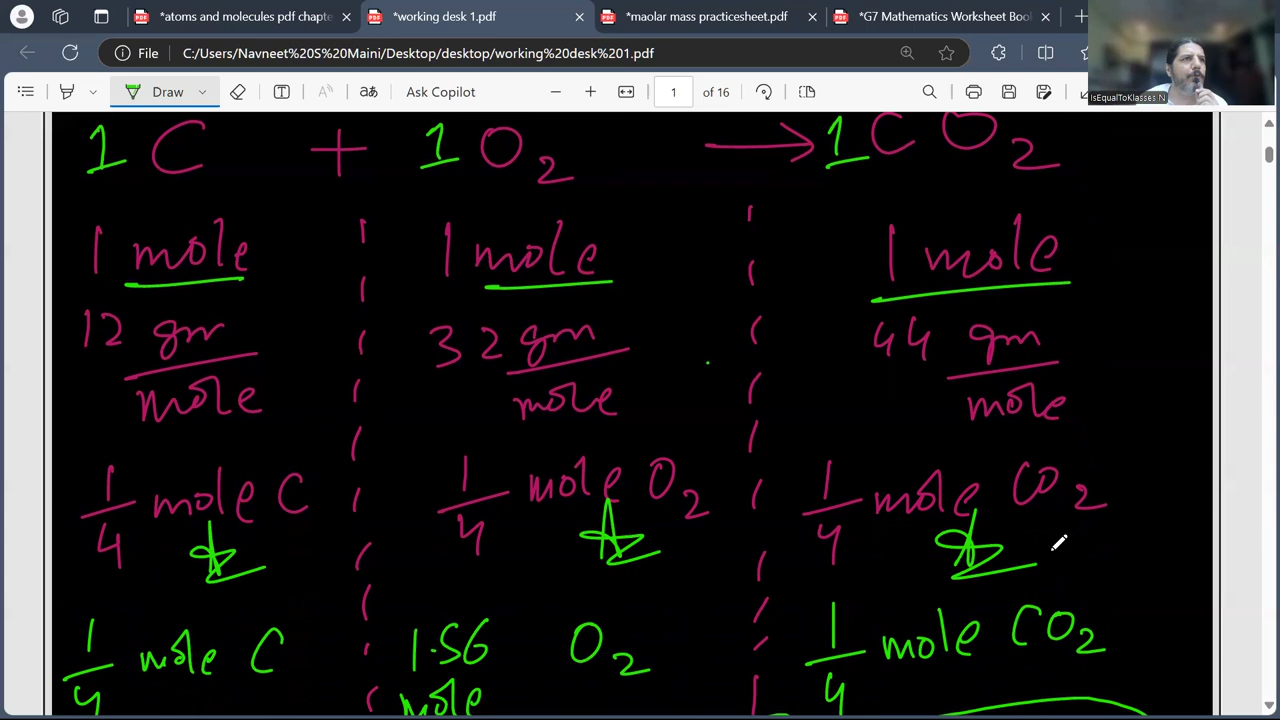 *atoms and molecules pdf chapte
*working desk 1.pdf
*maolar mass practicesheet.pdf
*G7 Mathematics Worksheet Boo
File
C:/Users/Navneet%20S%20Maini/Desktop/desktop/working%20desk%201.pdf
Draw
Ask Copilot
1 of 16
IsEqualToKlasses N
1 C + 1 O2 → 1 C O2
1 mole 1 mole 1 mole
12 gm/mole 32 gm/mole 44 gm/mole
1/4 mole C 1/4 mole O2 1/4 mole CO2
1/4 mole C 1.56 mole O2 1/4 mole CO2